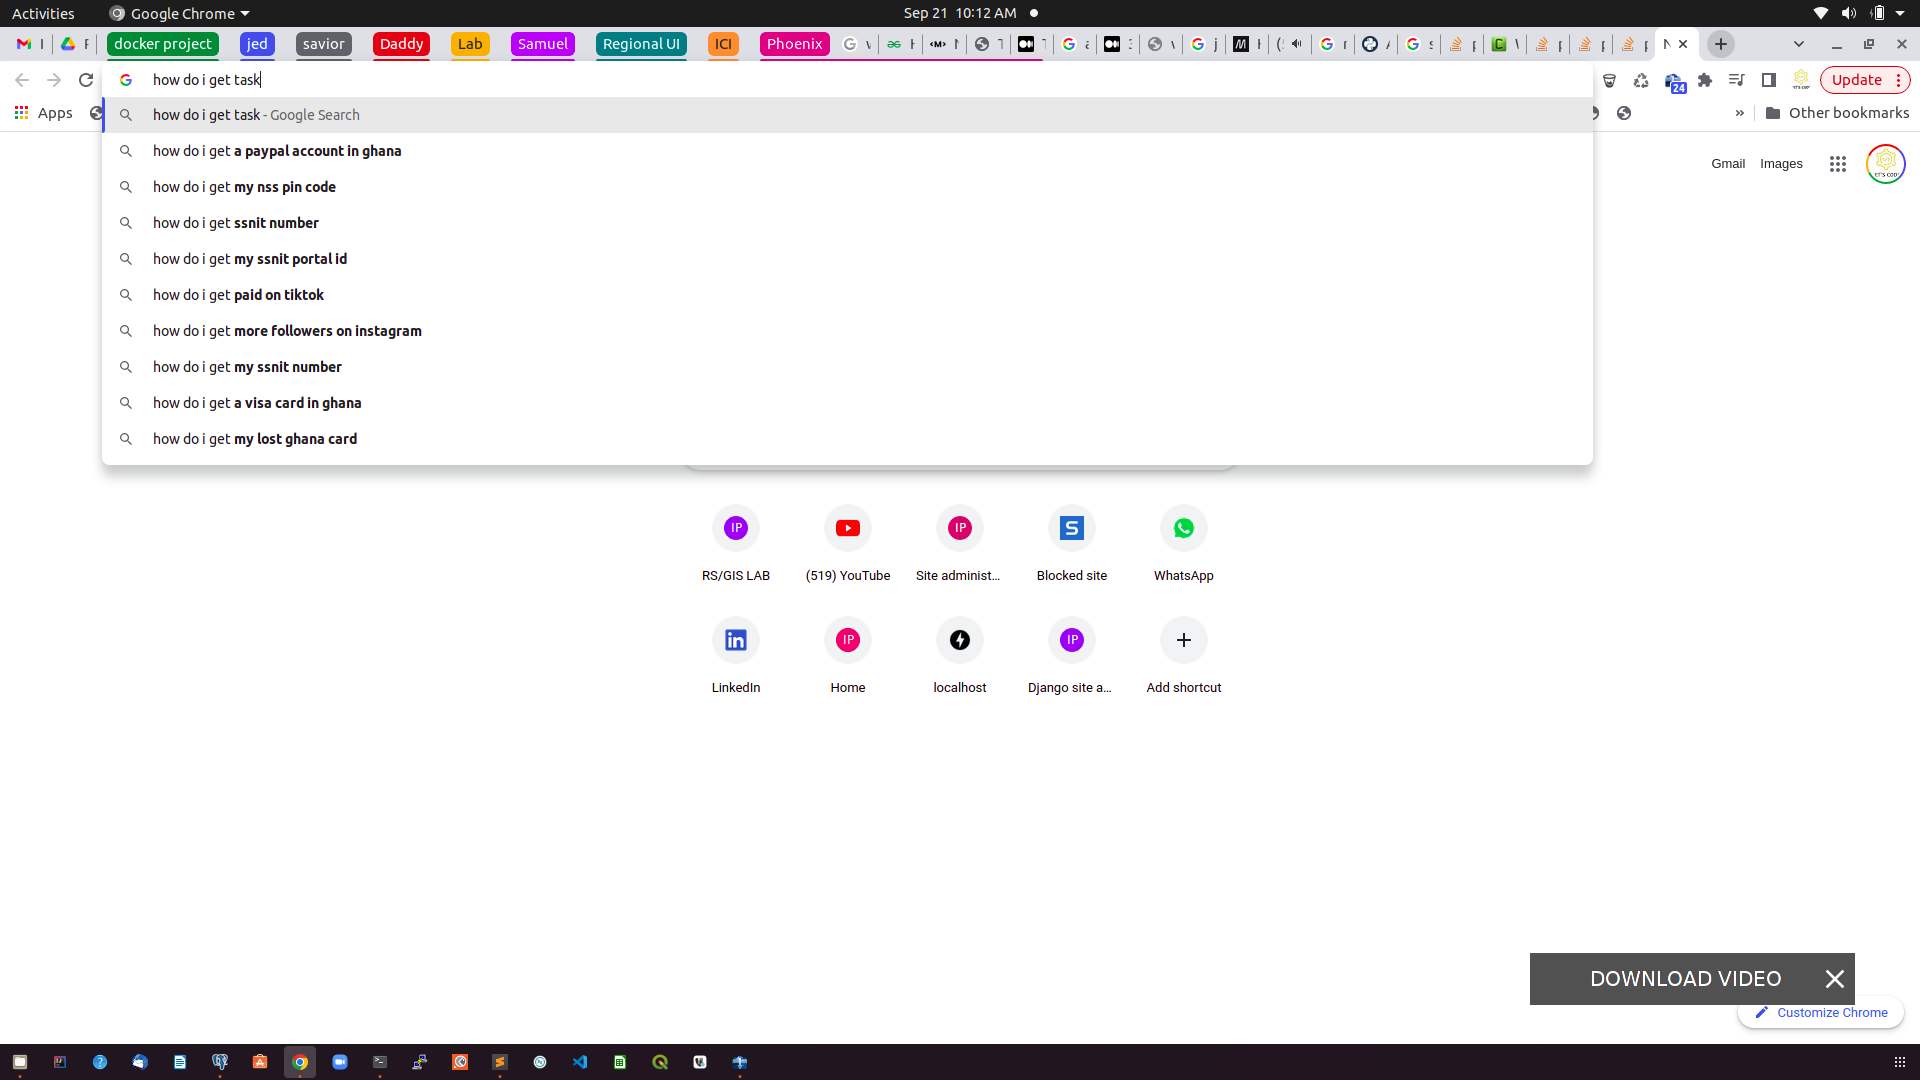 Activities Google Chrome Sep 21 10:12 AM
docker project jed savior Daddy Lab Samuel Regional UI ICI Phoenix
how do i get task 24 Update
how do i get task - Google Search
Apps » Other bookmarks
how do i get a paypal account in ghana
Gmail Images
how do i get my nss pin code
how do i get ssnit number
how do i get my ssnit portal id
how do i get paid on tiktok
how do i get more followers on instagram
how do i get my ssnit number
how do i get a visa card in ghana
how do i get my lost ghana card
IP IP S
RS/GIS LAB (519) YouTube Site administ... Blocked site WhatsApp
in IP IP
LinkedIn Home localhost Django site a... Add shortcut
DOWNLOAD VIDEO
Customize Chrome